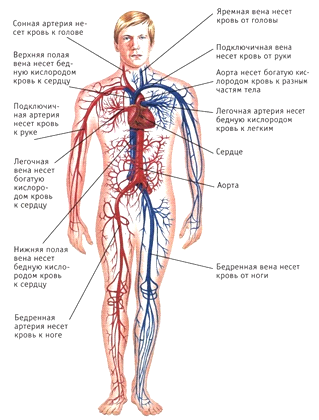 Сонная артерия не-
сет кровь к голове
Верхняя полая
вена несет бед-
ную кислородом
кровь к сердцу
Подключич-
ная артерия
несет кровь
к руке
Легочная
вена несет
богатую
кислоро-
дом кровь
к сердцу
Нижняя полая
вена несет
бедную кисло-
родом кровь
к сердцу
Бедренная
артерия несет
кровь к ноге
Яремная вена несет
кровь от головы
Подключичная вена
несет кровь от руки
Аорта несет богатую кис-
лородом кровь к разным
частям тела
Легочная артерия несет
бедную кислородом
кровь к легким
Сердце
Аорта
Бедренная вена несет
кровь от ноги